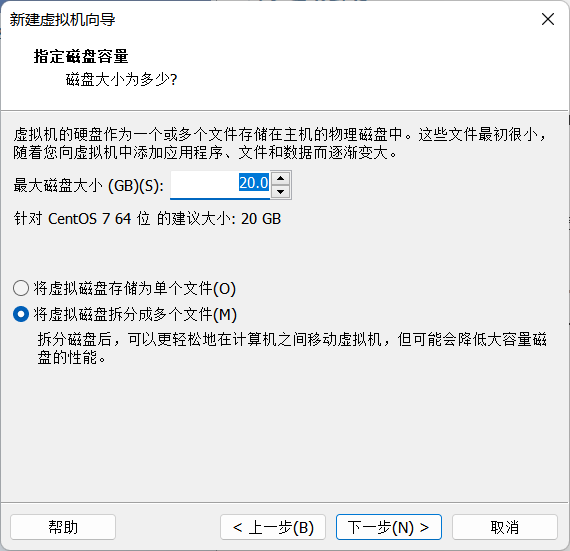 新建虚拟机向导
指定磁盘容量
磁盘大小为多少?
虚拟机的硬盘作为一个或多个文件存储在主机的物理磁盘中。这些文件最初很小，
随着您向虚拟机中添加应用程序、文件和数据而逐渐变大。
最大磁盘大小 (GB)(S): 20.0
针对 CentOS 7 64 位 的建议大小: 20 GB
将虚拟磁盘存储为单个文件(O)
将虚拟磁盘拆分成多个文件(M)
拆分磁盘后，可以更轻松地在计算机之间移动虚拟机，但可能会降低大容量磁
盘的性能。
帮助 < 上一步(B) 下一步(N) > 取消